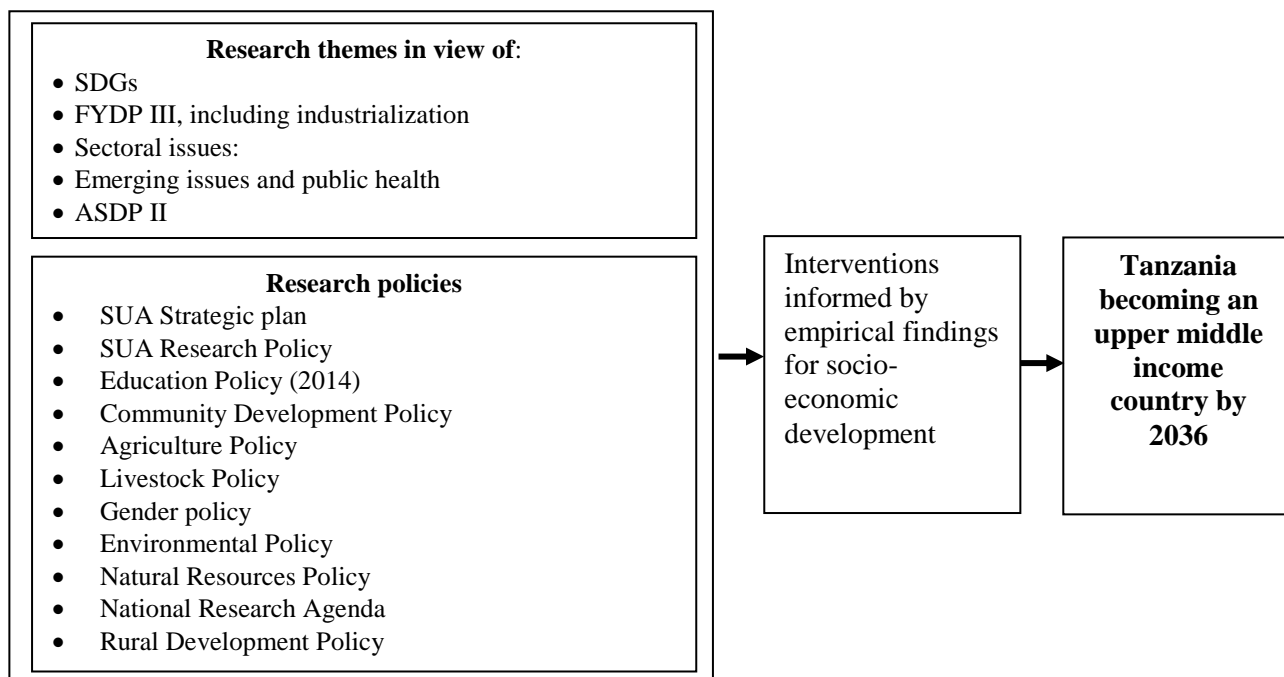 Research themes in view of:
• SDGs
• FYDP III, including industrialization
• Sectoral issues:
• Emerging issues and public health
• ASDP II
Research policies
• SUA Strategic plan
• SUA Research Policy
• Education Policy (2014)
• Community Development Policy
• Agriculture Policy
• Livestock Policy
• Gender policy
• Environmental Policy
• Natural Resources Policy
• National Research Agenda
• Rural Development Policy
Interventions
informed by
empirical findings
for socio-
economic
development
Tanzania
becoming an
upper middle
income
country by
2036